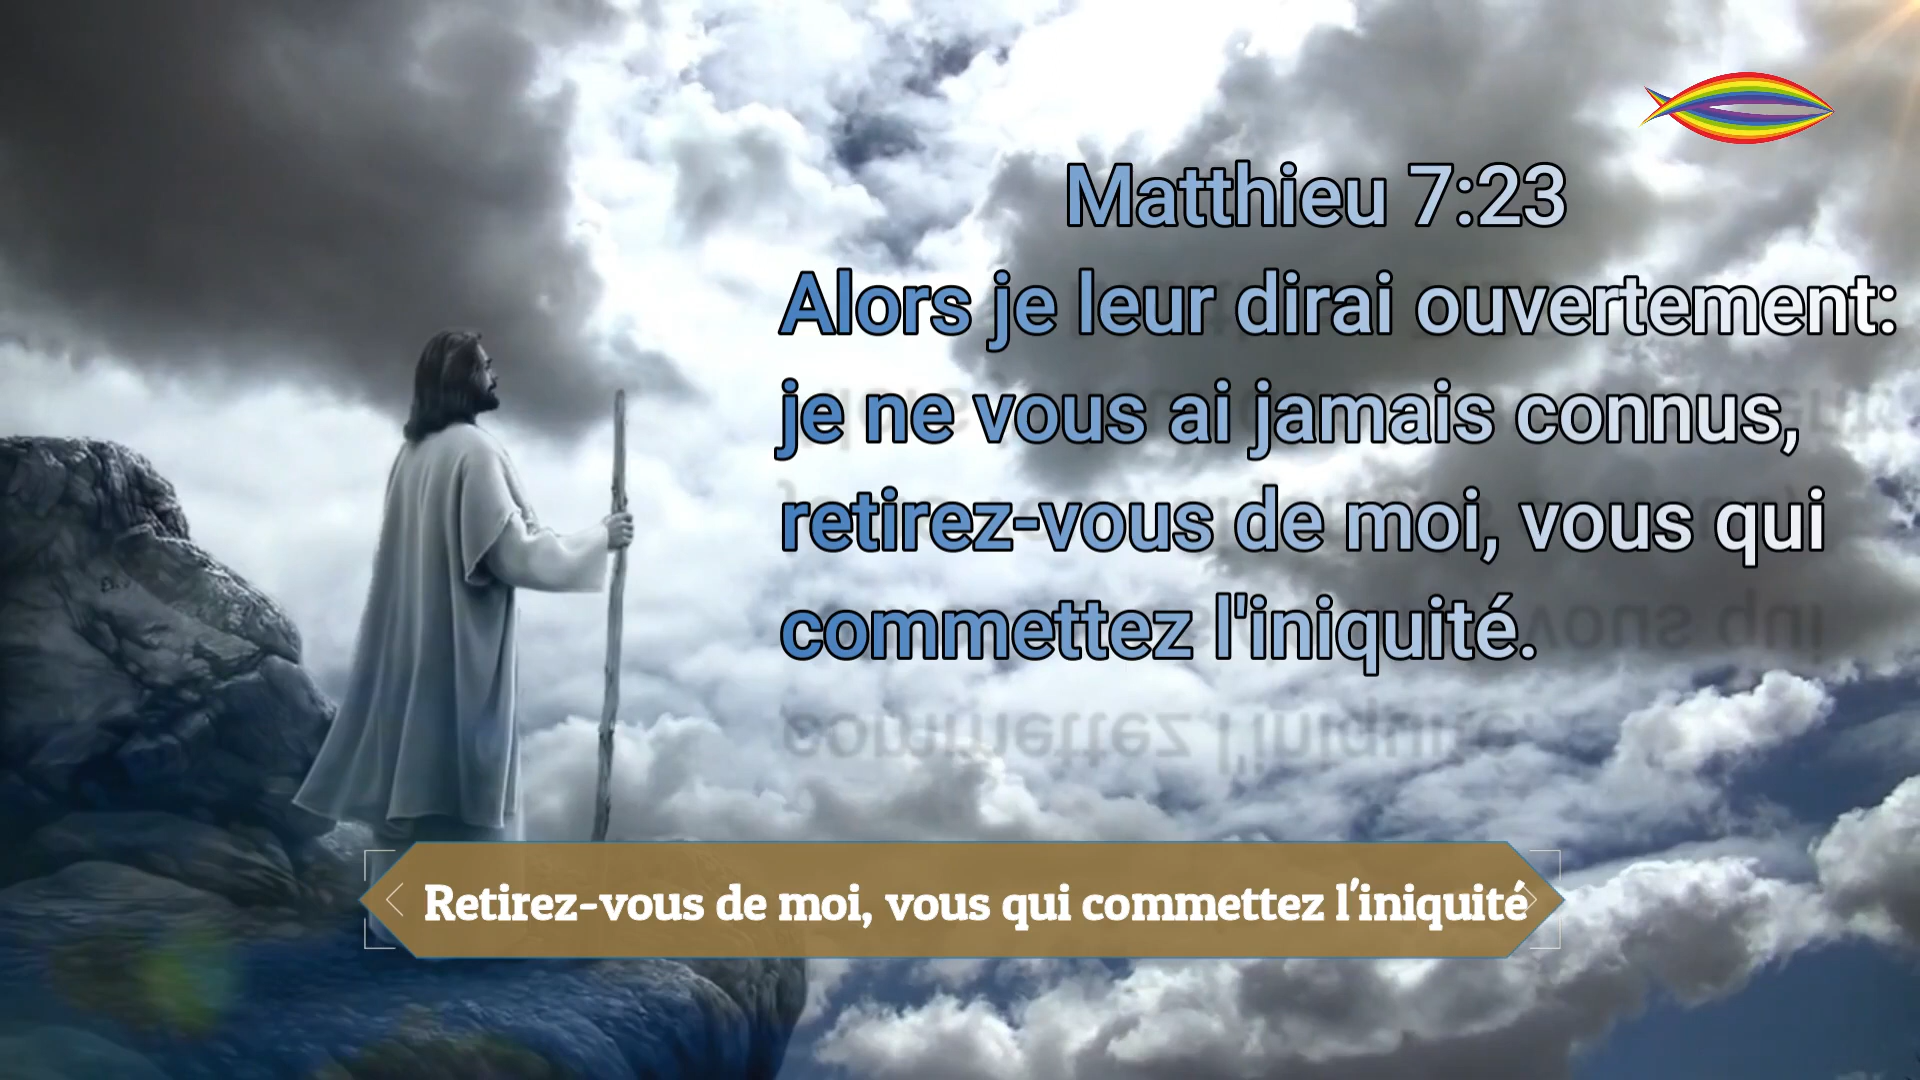 Matthieu 7:23
Alors je leur dirai ouvertement:
je ne vous ai jamais connus,
retirez-vous de moi, vous qui
commettez l'iniquité.
Retirez-vous de moi, vous qui commettez l'iniquité